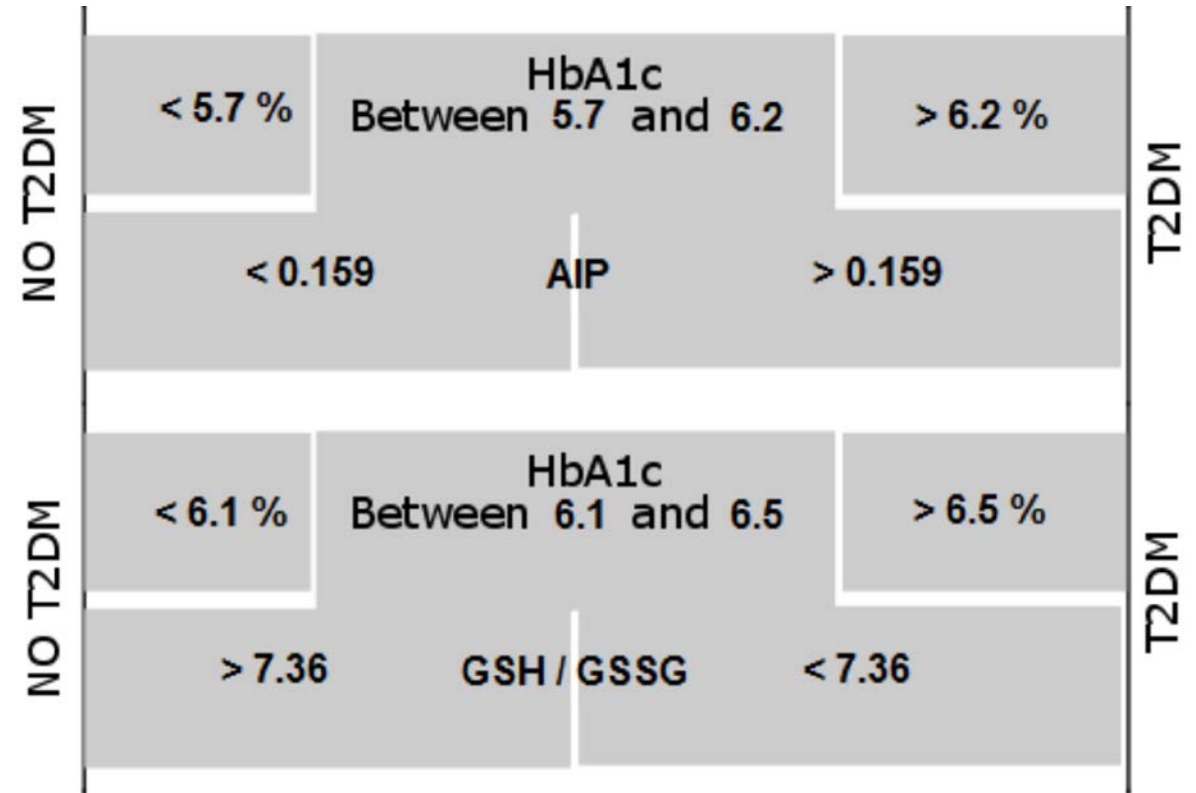 NO T2DM
< 5.7 %
HbA1c
Between 5.7 and 6.2
> 6.2 %
T2DM
< 0.159
AIP
> 0.159
NO T2DM
< 6.1 %
HbA1c
Between 6.1 and 6.5
> 6.5 %
T2DM
> 7.36
GSH / GSSG
< 7.36